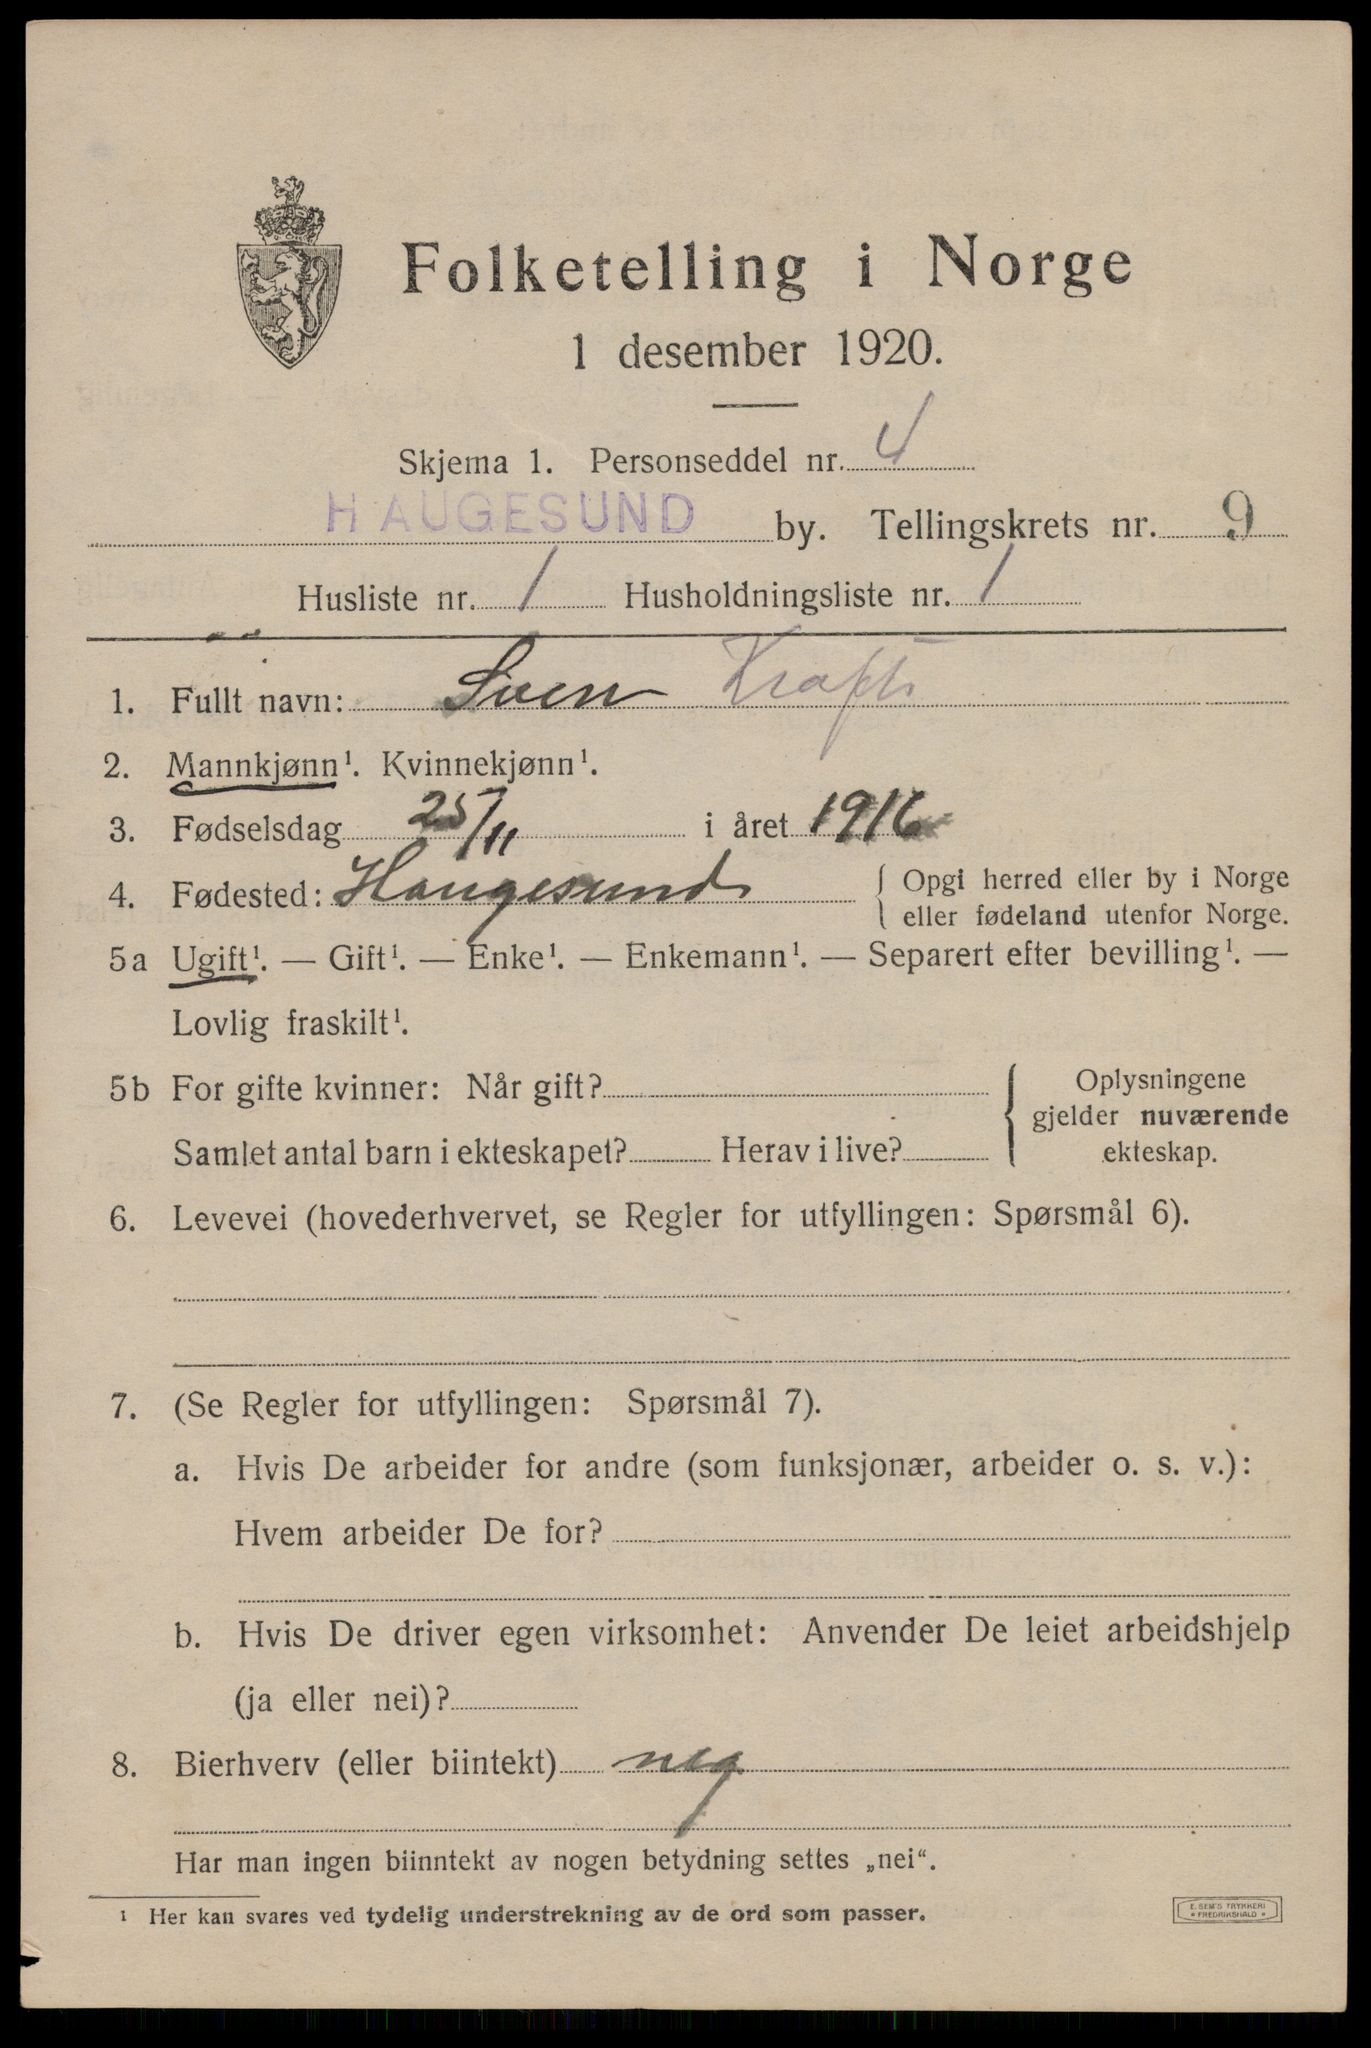 Folketelling i Norge
1 desember 1920.
Skjema 1. Personseddel nr. 4
HAUGESUND by. Tellingskrets nr. 9
Husliste nr. 1 Husholdningsliste nr. 1
1. Fullt navn: Sven Kraft
2. Mannkjønn¹. Kvinnekjønn¹.
3. Fødselsdag 25/11 i året 1916
4. Fødested: Haugesund { Opgi herred eller by i Norge
eller fødeland utenfor Norge.
5a Ugift¹. — Gift¹. — Enke¹. — Enkemann¹. — Separert efter bevilling¹. —
Lovlig fraskilt¹.
5b For gifte kvinner: Når gift? { Oplysningene
gjelder nuværende
Samlet antal barn i ekteskapet? Herav i live? ekteskap.
6. Levevei (hovederhvervet, se Regler for utfyllingen: Spørsmål 6).
7. (Se Regler for utfyllingen: Spørsmål 7).
a. Hvis De arbeider for andre (som funksjonær, arbeider o. s. v.):
Hvem arbeider De for?
b. Hvis De driver egen virksomhet: Anvender De leiet arbeidshjelp
(ja eller nei)?
8. Bierhverv (eller biintekt) neg
Har man ingen biinntekt av nogen betydning settes „nei“.
¹ Her kan svares ved tydelig understrekning av de ord som passer.
E. SEM'S TRYKKERI
* FREDRIKSHALD *